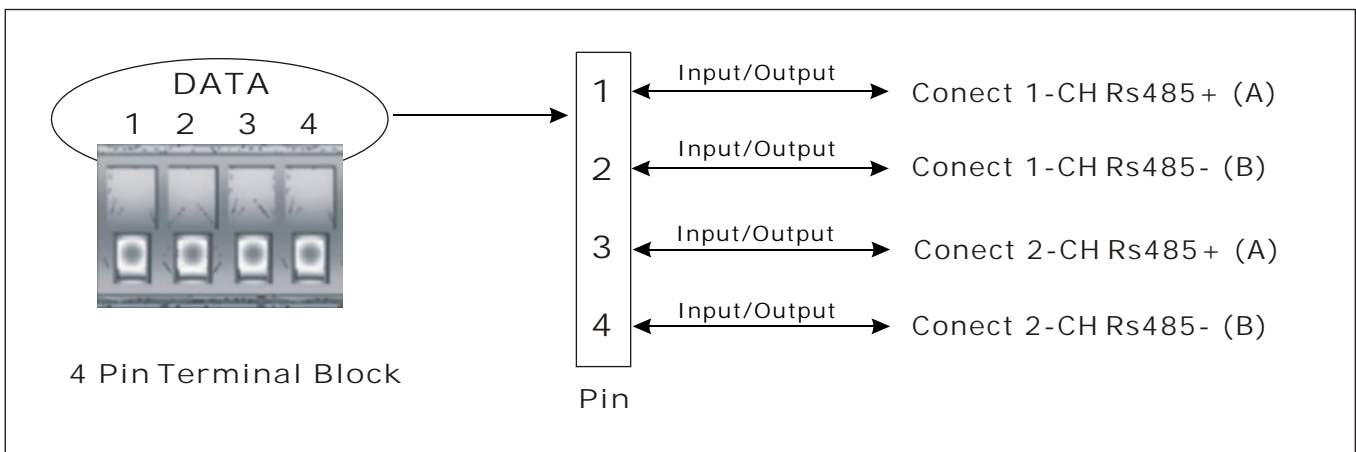 DATA
1 2 3 4
4 Pin Terminal Block
1 Input/Output Conect 1-CH Rs485+ (A)
2 Input/Output Conect 1-CH Rs485- (B)
3 Input/Output Conect 2-CH Rs485+ (A)
4 Input/Output Conect 2-CH Rs485- (B)
Pin